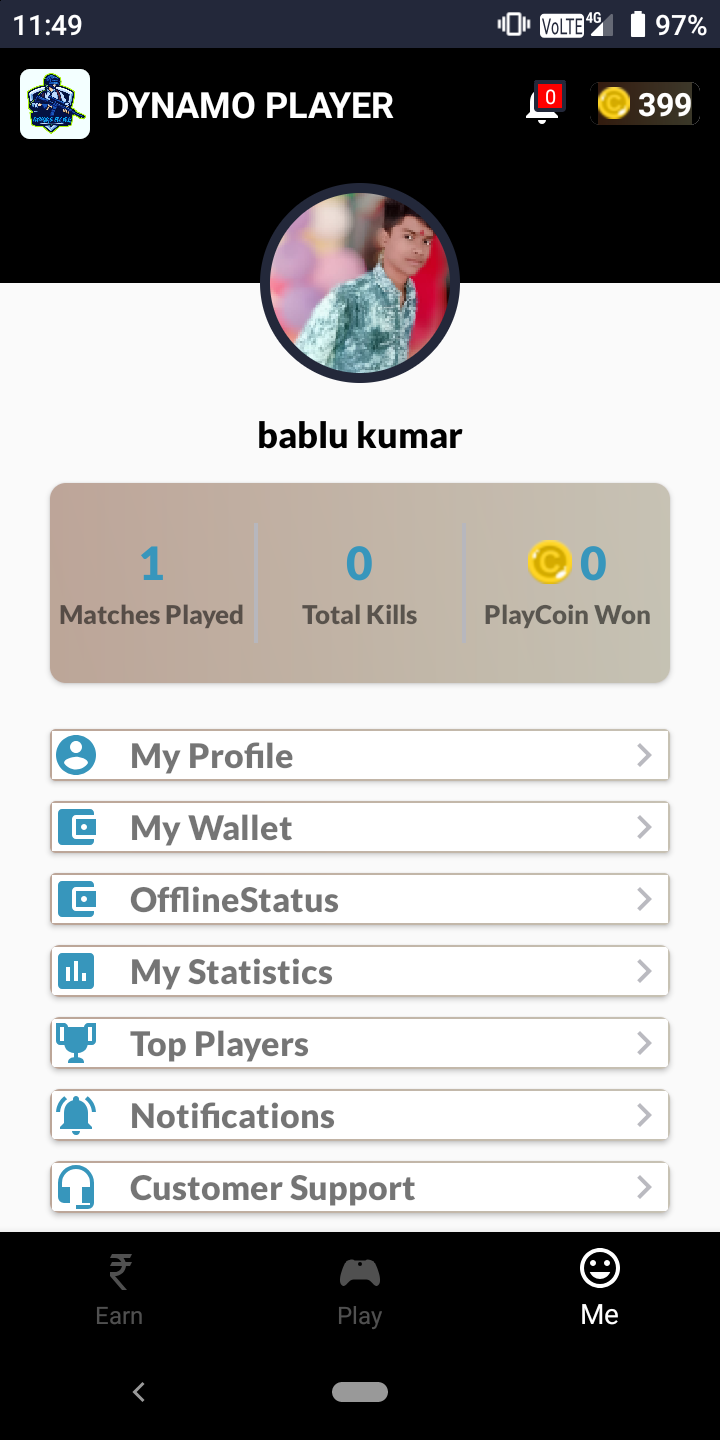 11:49 VoLTE 4G 97%
DYNAMO PLAYER 0 399
bablu kumar
1 0 0
Matches Played Total Kills PlayCoin Won
My Profile
My Wallet
OfflineStatus
My Statistics
Top Players
Notifications
Customer Support
Earn Play Me